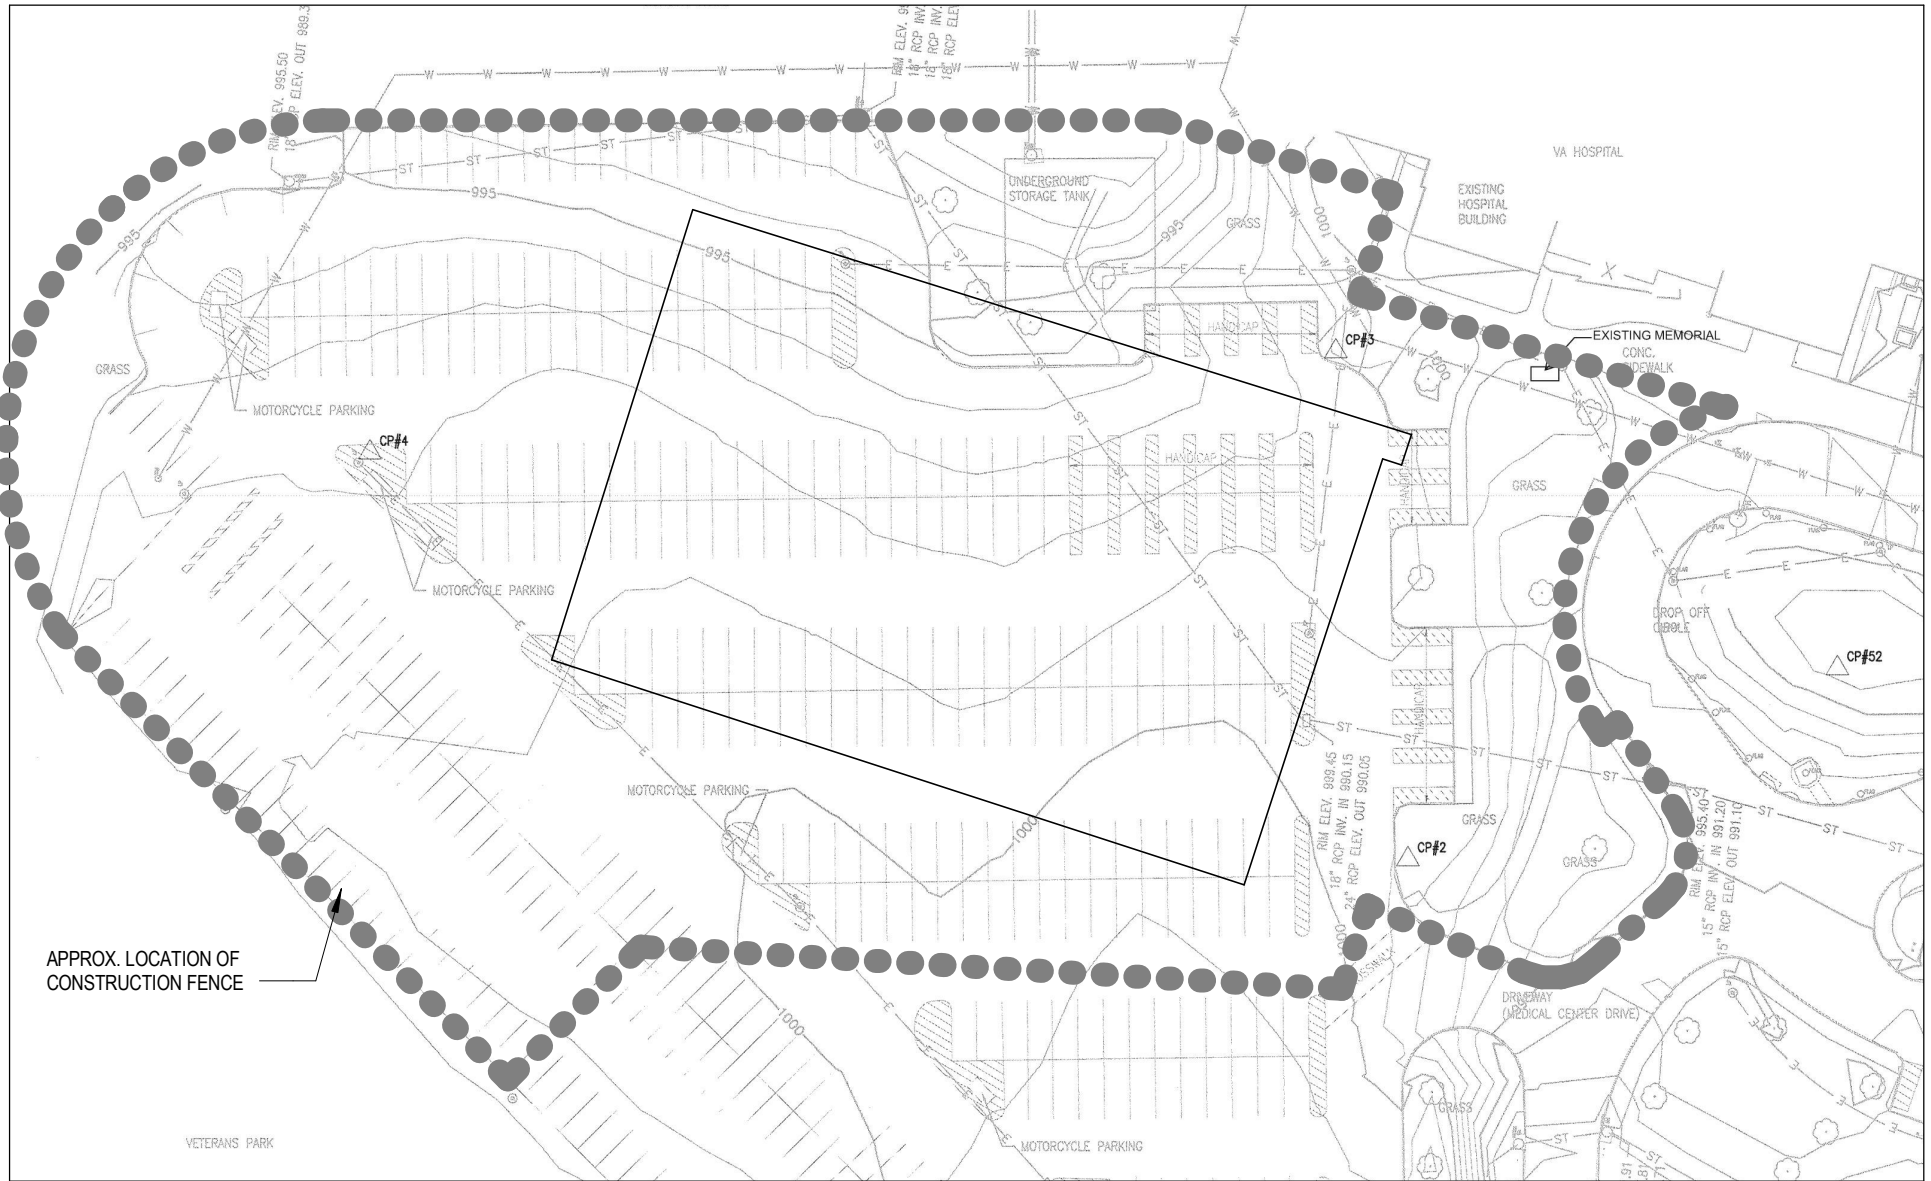 RIM ELEV. 995.50
18" RCP ELEV. OUT 989.3
18" RCP INV.
18" RCP INV.
18" RCP ELEV
VA HOSPITAL
EXISTING
HOSPITAL
BUILDING
UNDERGROUND
STORAGE TANK
995
995
995
995
GRASS
1000
HANDICAP
CP#3
EXISTING MEMORIAL
CONC.
SIDEWALK
1000
GRASS
MOTORCYCLE PARKING
CP#4
HANDICAP
HANDICAP
GRASS
MOTORCYCLE PARKING
DROP OFF
CIRCLE
CP#52
HANDICAP
MOTORCYCLE PARKING
1000
RIM ELEV. 999.45
18" RCP INV. IN 990.15
24" RCP ELEV. OUT 990.05
GRASS
CP#2
GRASS
RIM ELEV. 995.40
15" RCP INV. IN 991.20
15" RCP ELEV. OUT 991.10
APPROX. LOCATION OF
CONSTRUCTION FENCE
CROSSWALK
1000
DRIVEWAY
(MEDICAL CENTER DRIVE)
GRASS
VETERANS PARK
MOTORCYCLE PARKING